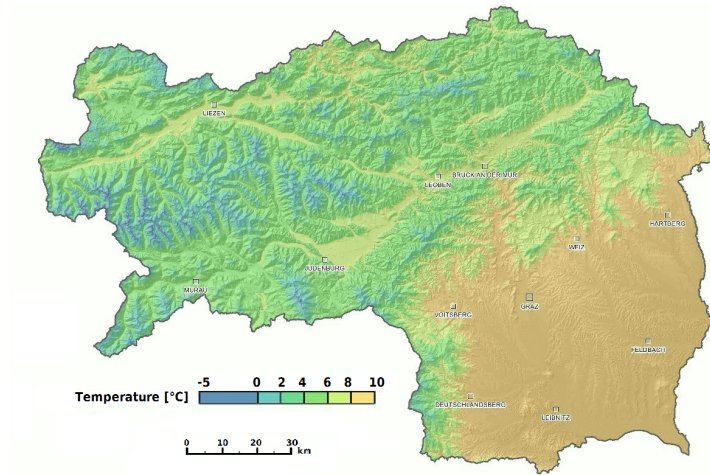 LIEZEN
BRUCK AN DER MUR
LEOBEN
HARTBERG
WEIZ
JUDENBURG
MURAU
GRAZ
VOITSBERG
FELDBACH
Temperature [°C] -5 0 2 4 6 8 10
DEUTSCHLANDSBERG
LEIBNITZ
0 10 20 30 km